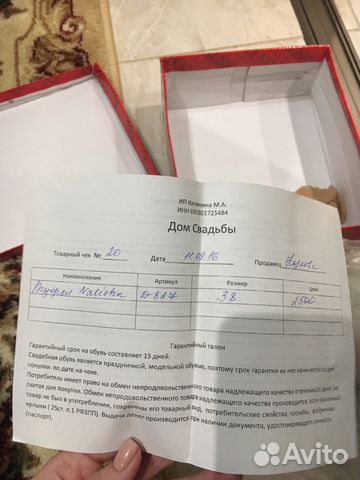 ИП Калинина М.А.
ИНН 690301725484
Дом Свадьбы
Товарный чек № 20 Дата 11.09.16 Продавец
Наименование Артикул Размер Цена
Туфли D-827 38 2500
Гарантийный талон
Гарантийный срок на обувь составляет 15 дней.
Свадебная обувь является праздничной, модельной обувью, поэтому срок гарантии на нее начинается со дня
покупки по дате на чеке.
Потребитель имеет право на обмен непродовольственного товара надлежащего качества в течении 14 дней, не
считая дня покупки. Обмен непродовольственного товара надлежащего качества производится, если указанный
товар не был в употреблении, сохранены его товарный вид, потребительские свойства, пломбы, фабричные
ярлыки ( 25ст. п.1 РФЗПП). Выдача денег производится при наличии документа, удостоверяющего личность
(паспорт).
Avito